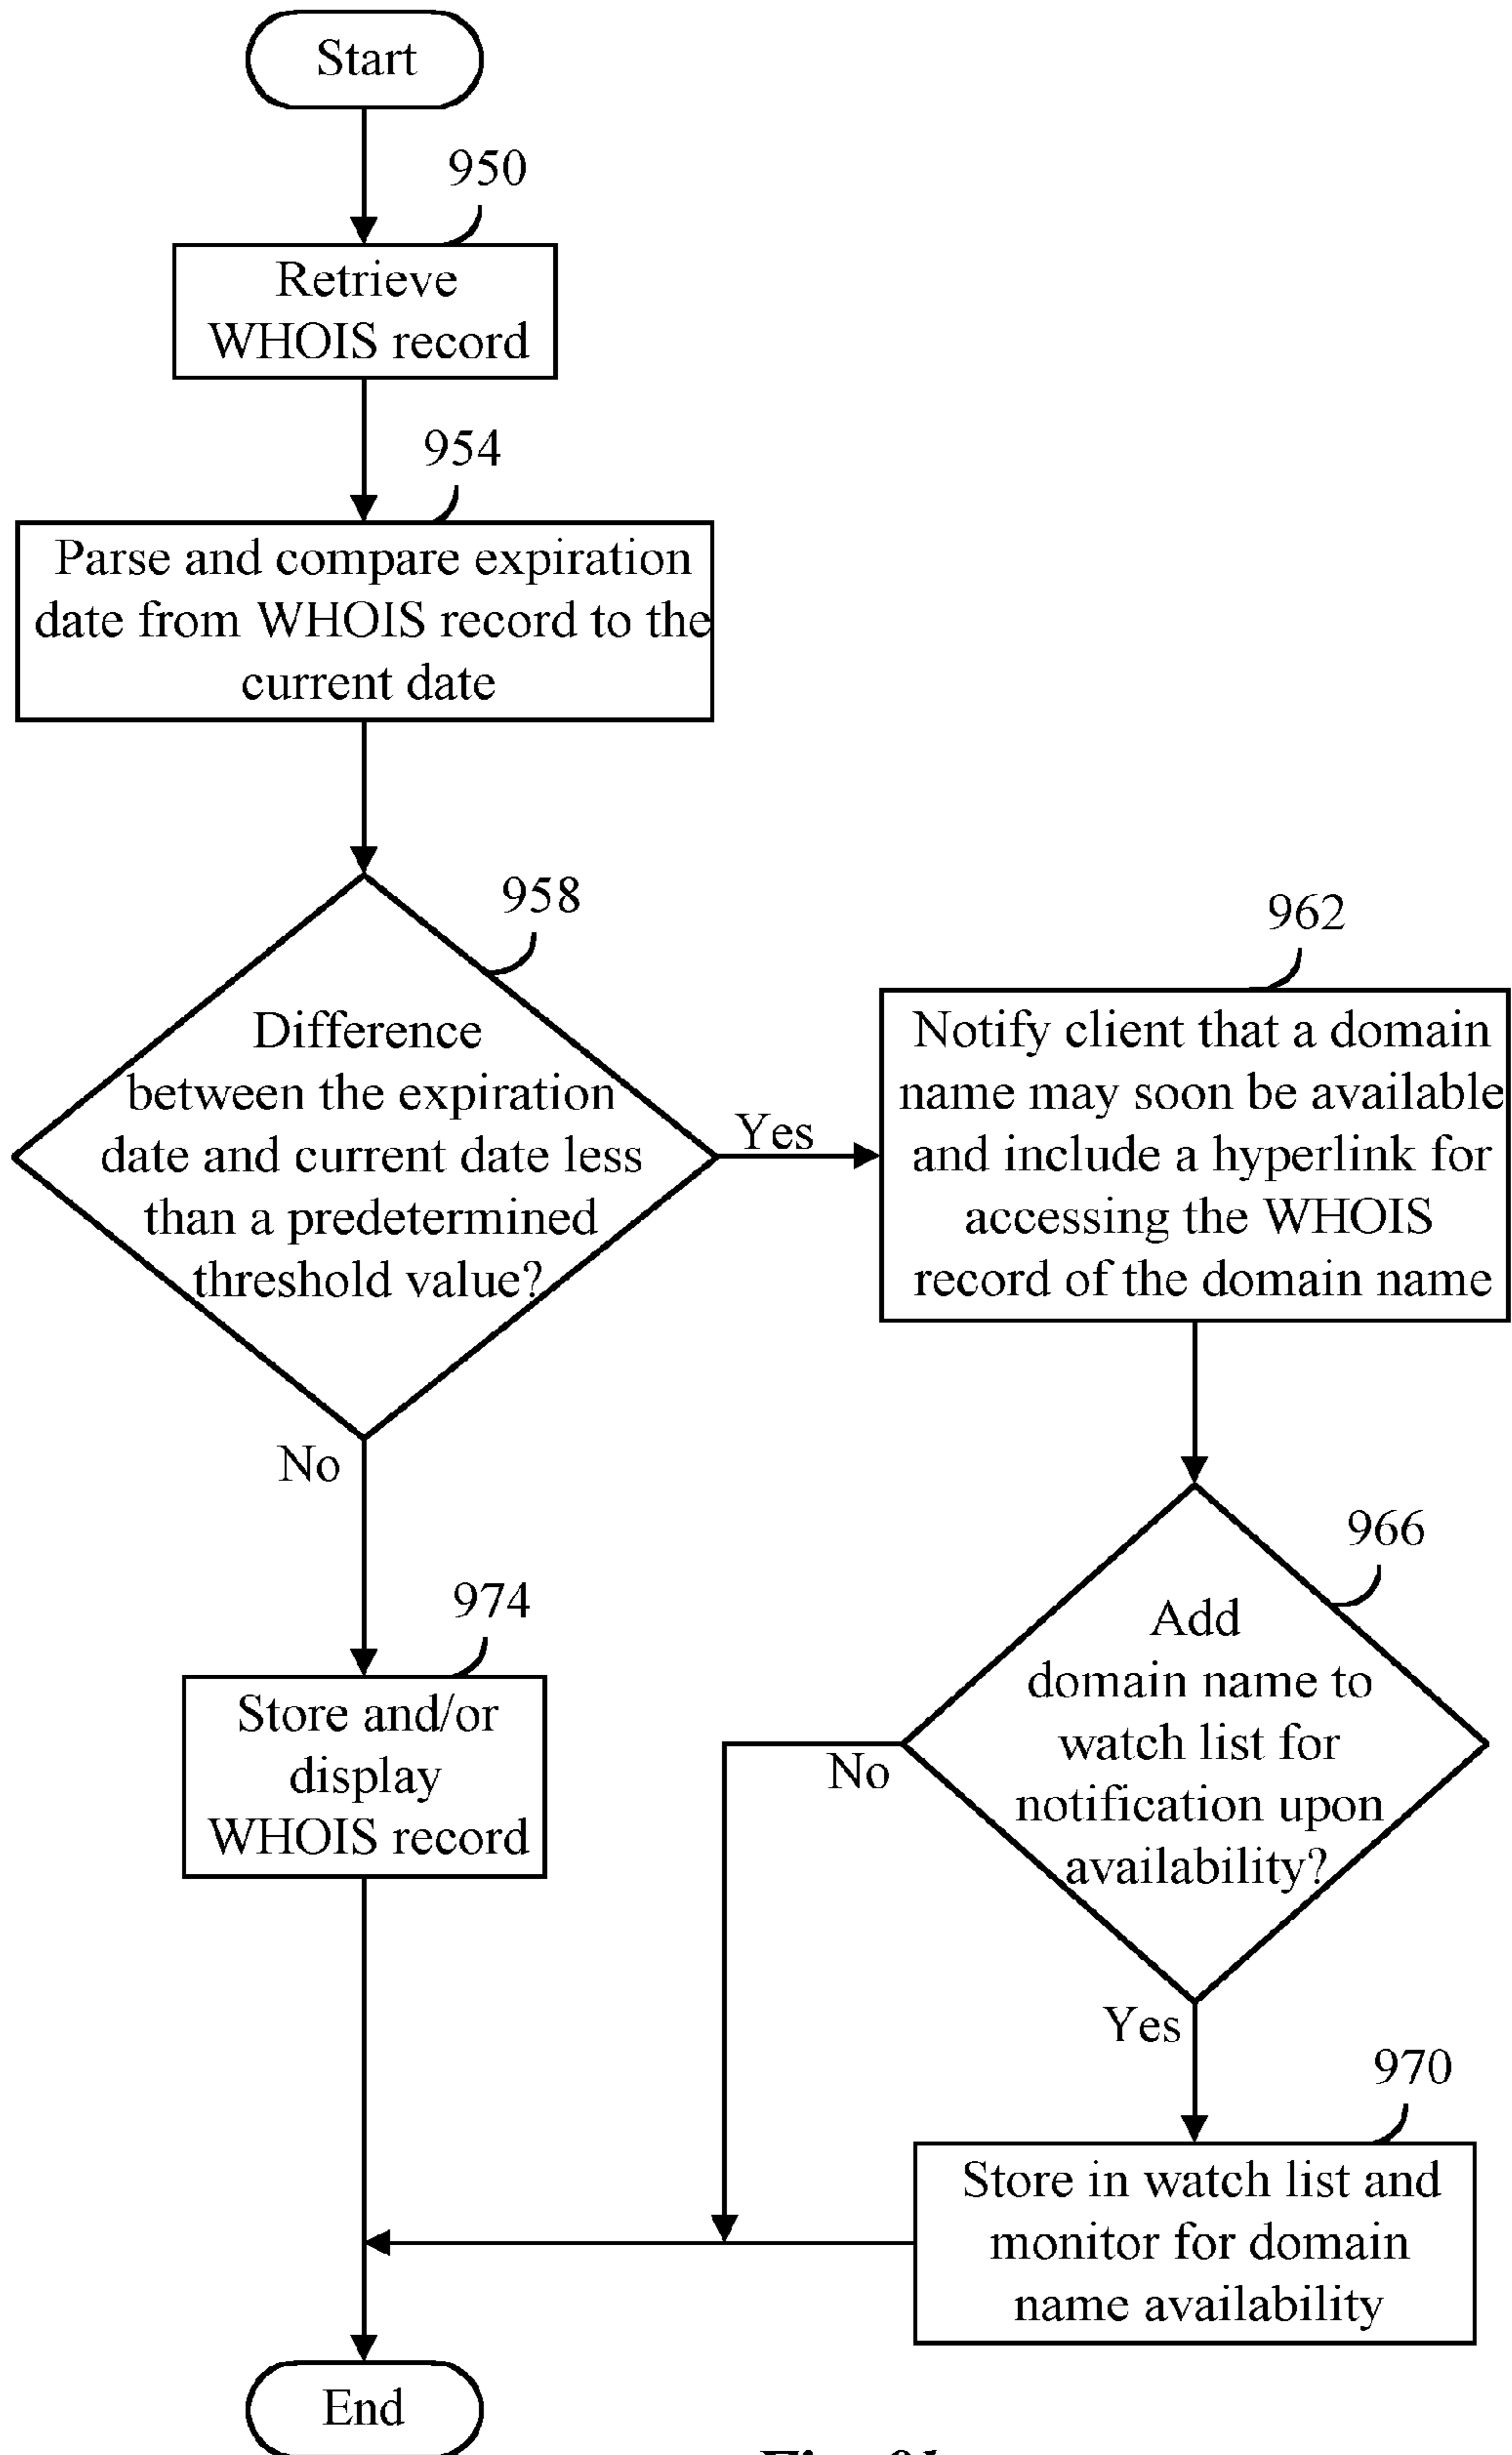 Start
950
Retrieve
WHOIS record
954
Parse and compare expiration
date from WHOIS record to the
current date
958
Difference
between the expiration
date and current date less
than a predetermined
threshold value?
Yes
962
Notify client that a domain
name may soon be available
and include a hyperlink for
accessing the WHOIS
record of the domain name
No
966
Add
domain name to
watch list for
notification upon
availability?
974
Store and/or
display
WHOIS record
No
Yes
970
Store in watch list and
monitor for domain
name availability
End